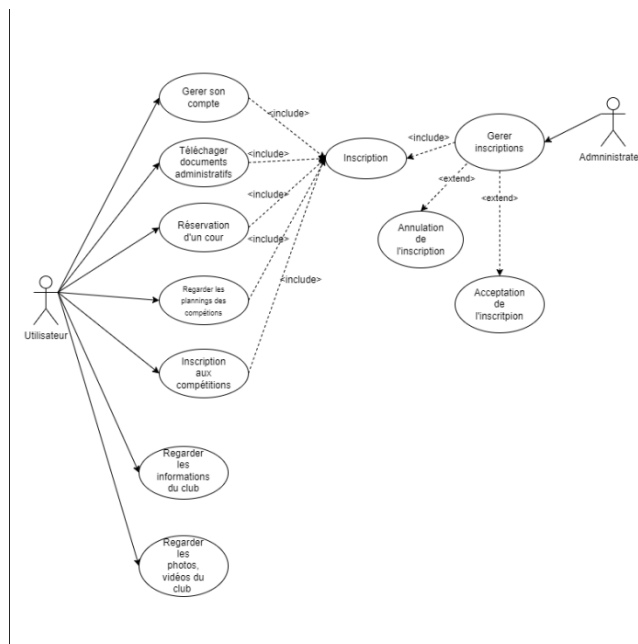 Gerer son
compte
<include>
Téléchager
documents
administratifs
<include>
Inscription
<include>
Gerer
inscriptions
Admninistrate
<include>
<extend>
<extend>
Réservation
d'un cour
<include>
Annulation
de
l'inscription
<include>
Regarder les
plannings des
compétions
Acceptation
de
l'inscritpion
Utilisateur
Inscription
aux
compétitions
Regarder
les
informations
du club
Regarder
les
photos,
vidéos du
club